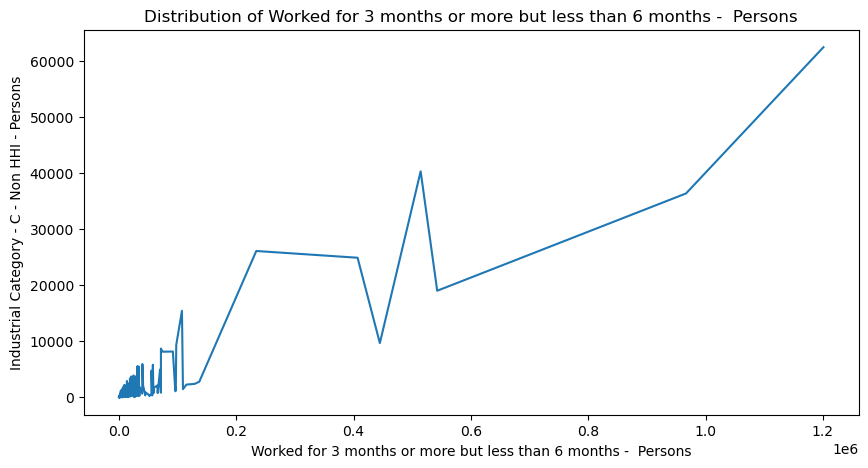 Distribution of Worked for 3 months or more but less than 6 months -  Persons
Industrial Category - C - Non HHI - Persons
60000
50000
40000
30000
20000
10000
0
0.0 0.2 0.4 0.6 0.8 1.0 1.2
1e6
Worked for 3 months or more but less than 6 months -  Persons